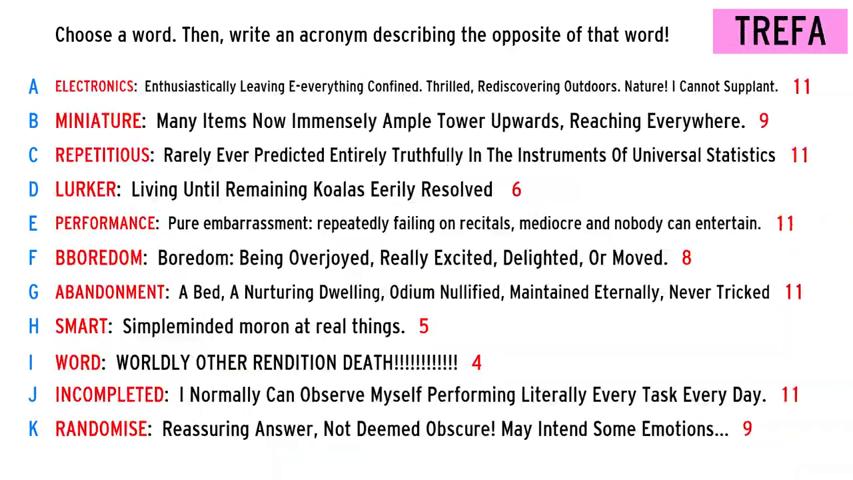 Choose a word. Then, write an acronym describing the opposite of that word!
TREFA
A ELECTRONICS: Enthusiastically Leaving E-everything Confined. Thrilled, Rediscovering Outdoors. Nature! I Cannot Supplant. 11
B MINIATURE: Many Items Now Immensely Ample Tower Upwards, Reaching Everywhere. 9
C REPETITIOUS: Rarely Ever Predicted Entirely Truthfully In The Instruments Of Universal Statistics 11
D LURKER: Living Until Remaining Koalas Eerily Resolved 6
E PERFORMANCE: Pure embarrassment: repeatedly failing on recitals, mediocre and nobody can entertain. 11
F BBOREDOM: Boredom: Being Overjoyed, Really Excited, Delighted, Or Moved. 8
G ABANDONMENT: A Bed, A Nurturing Dwelling, Odium Nullified, Maintained Eternally, Never Tricked 11
H SMART: Simpleminded moron at real things. 5
I WORD: WORLDLY OTHER RENDITION DEATH!!!!!!!!!!!! 4
J INCOMPLETED: I Normally Can Observe Myself Performing Literally Every Task Every Day. 11
K RANDOMISE: Reassuring Answer, Not Deemed Obscure! May Intend Some Emotions... 9